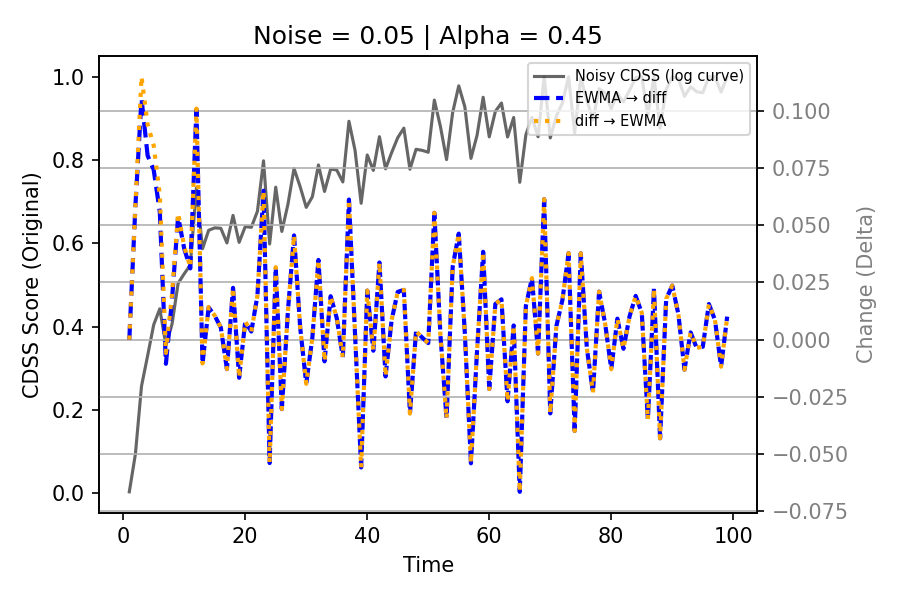 Noise = 0.05 | Alpha = 0.45
Noisy CDSS (log curve)
EWMA → diff
diff → EWMA
CDSS Score (Original)
1.0
0.8
0.6
0.4
0.2
0.0
0.100
0.075
0.050
0.025
0.000
−0.025
−0.050
−0.075
Change (Delta)
0 20 40 60 80 100
Time